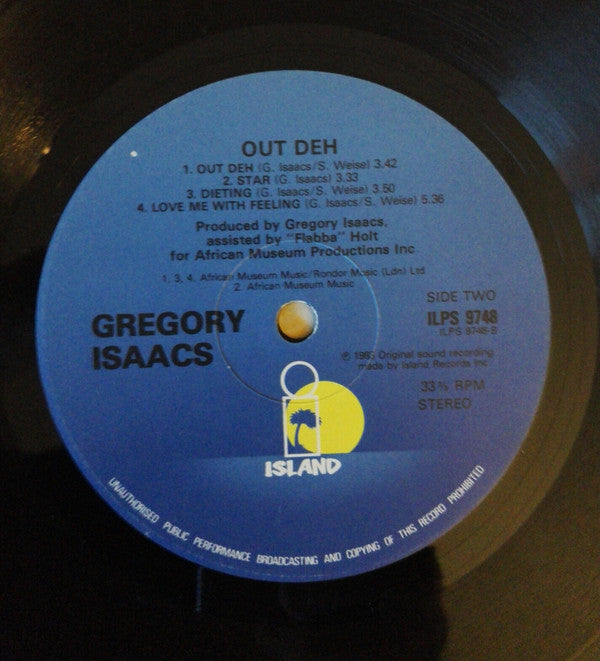 OUT DEH
1. OUT DEH (G. Isaacs/S. Weise) 3.42
2. STAR (G. Isaacs) 3.33
3. DIETING (G. Isaacs/S. Weise) 3.50
4. LOVE ME WITH FEELING (G. Isaacs/S. Weise) 5.36
Produced by Gregory Isaacs,
assisted by "Flabba" Holt
for African Museum Productions Inc
1, 3, 4. African Museum Music/Rondor Music (Ldn) Ltd
2. African Museum Music
GREGORY
ISAACS
SIDE TWO
ILPS 9748
ILPS 9748-B
℗ 1983 Original sound recording
made by Island Records Inc
33⅓ RPM
STEREO
ISLAND
UNAUTHORISED PUBLIC PERFORMANCE BROADCASTING AND COPYING OF THIS RECORD PROHIBITED